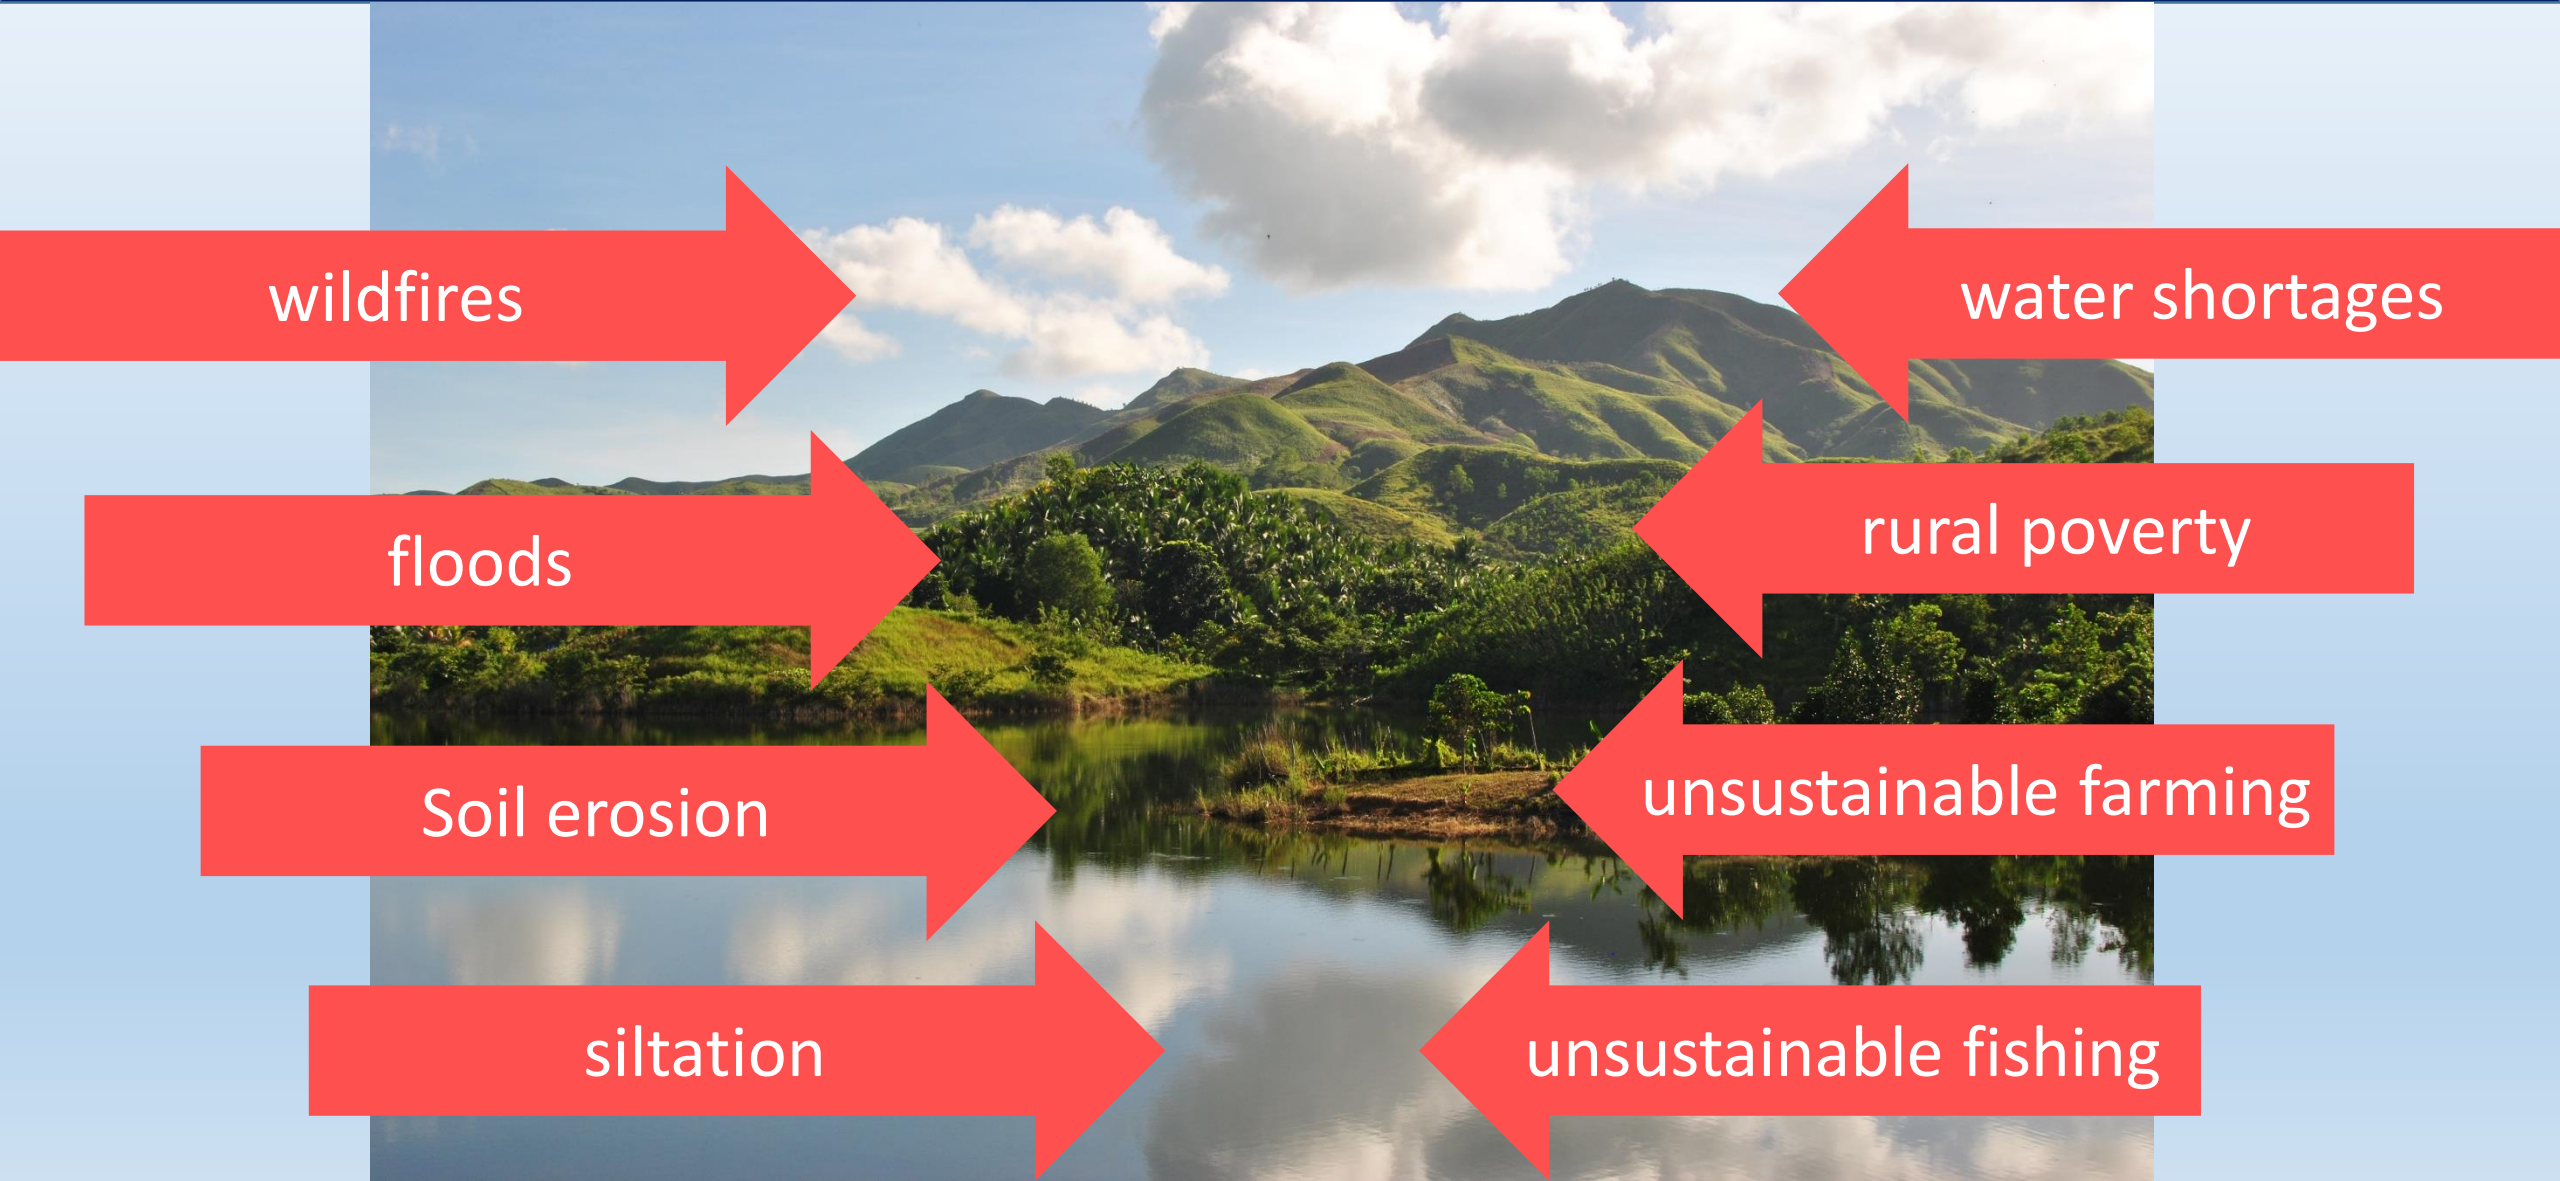 wildfires
water shortages
floods
rural poverty
Soil erosion
unsustainable farming
siltation
unsustainable fishing